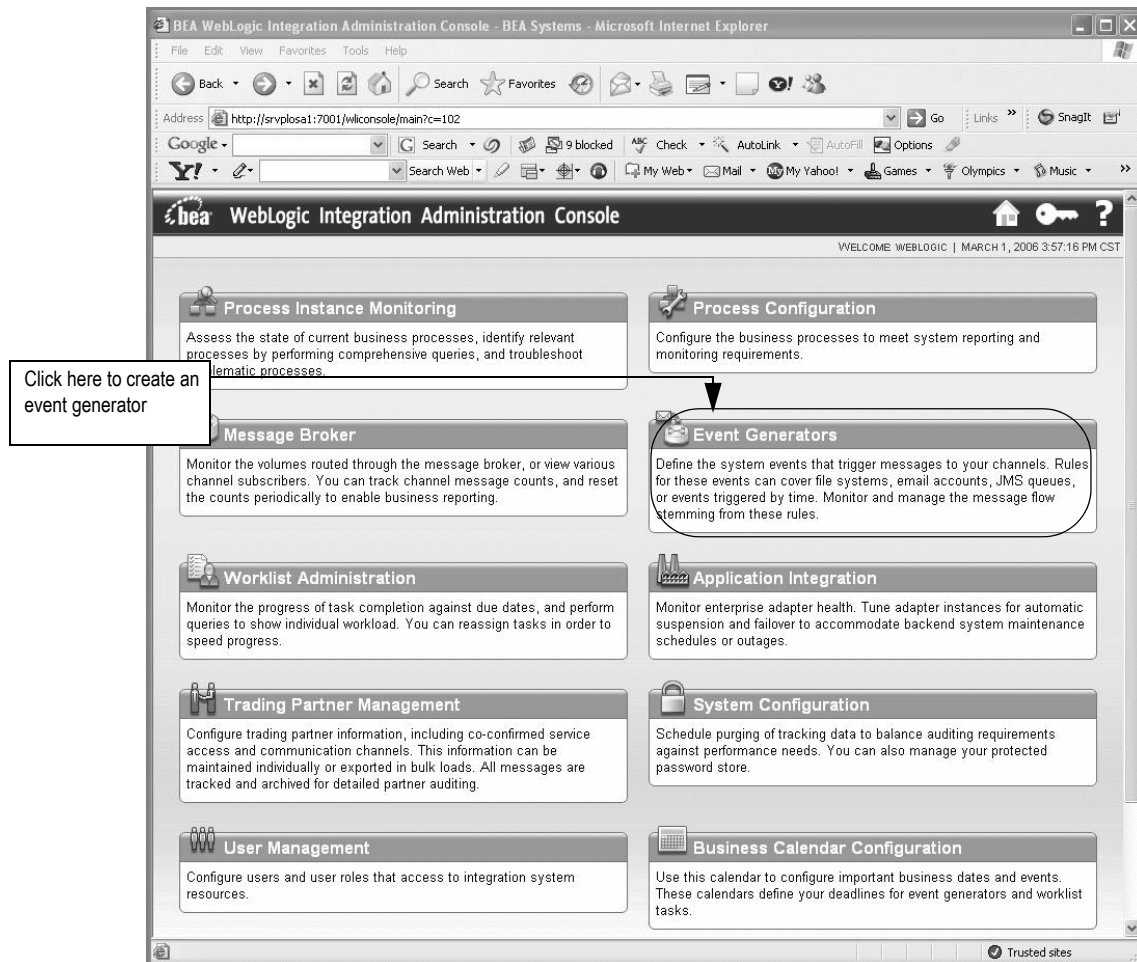 BEA WebLogic Integration Administration Console - BEA Systems - Microsoft Internet Explorer
File Edit View Favorites Tools Help
Back Search Favorites
Address http://srvplosa1:7001/wliconsole/main?c=102 Go Links » SnagIt
Google Search 9 blocked ABC Check AutoLink AutoFill Options
Y! Search Web My Web Mail My Yahoo! Games Olympics Music »
bea WebLogic Integration Administration Console ?
WELCOME WEBLOGIC | MARCH 1, 2006 3:57:16 PM CST
Process Instance Monitoring
Assess the state of current business processes, identify relevant
processes by performing comprehensive queries, and troubleshoot
lematic processes.
Process Configuration
Configure the business processes to meet system reporting and
monitoring requirements.
Click here to create an
event generator
Message Broker
Monitor the volumes routed through the message broker, or view various
channel subscribers. You can track channel message counts, and reset
the counts periodically to enable business reporting.
Event Generators
Define the system events that trigger messages to your channels. Rules
for these events can cover file systems, email accounts, JMS queues,
or events triggered by time. Monitor and manage the message flow
stemming from these rules.
Worklist Administration
Monitor the progress of task completion against due dates, and perform
queries to show individual workload. You can reassign tasks in order to
speed progress.
Application Integration
Monitor enterprise adapter health. Tune adapter instances for automatic
suspension and failover to accommodate backend system maintenance
schedules or outages.
Trading Partner Management
Configure trading partner information, including co-confirmed service
access and communication channels. This information can be
maintained individually or exported in bulk loads. All messages are
tracked and archived for detailed partner auditing.
System Configuration
Schedule purging of tracking data to balance auditing requirements
against performance needs. You can also manage your protected
password store.
User Management
Configure users and user roles that access to integration system
resources.
Business Calendar Configuration
Use this calendar to configure important business dates and events.
These calendars define your deadlines for event generators and worklist
tasks.
Trusted sites